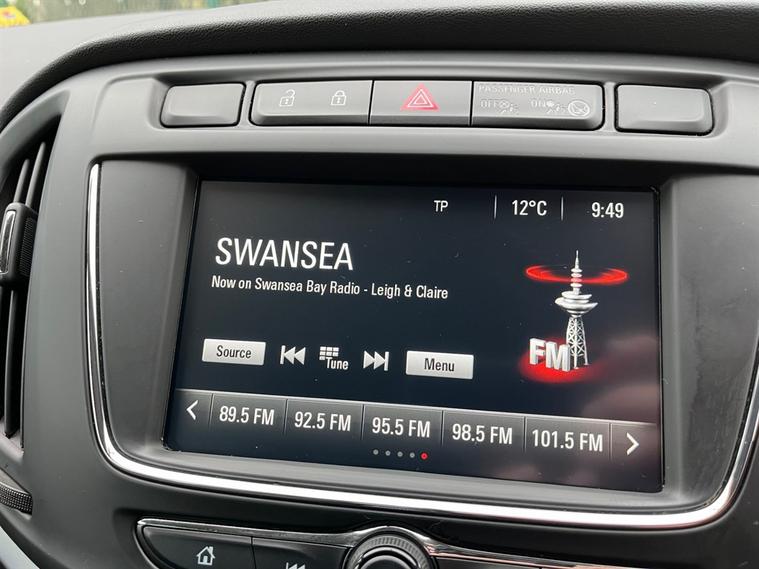 PASSENGER AIRBAG
OFF ON
TP 12°C 9:49
SWANSEA
Now on Swansea Bay Radio - Leigh & Claire
FM
Source Tune Menu
89.5 FM 92.5 FM 95.5 FM 98.5 FM 101.5 FM